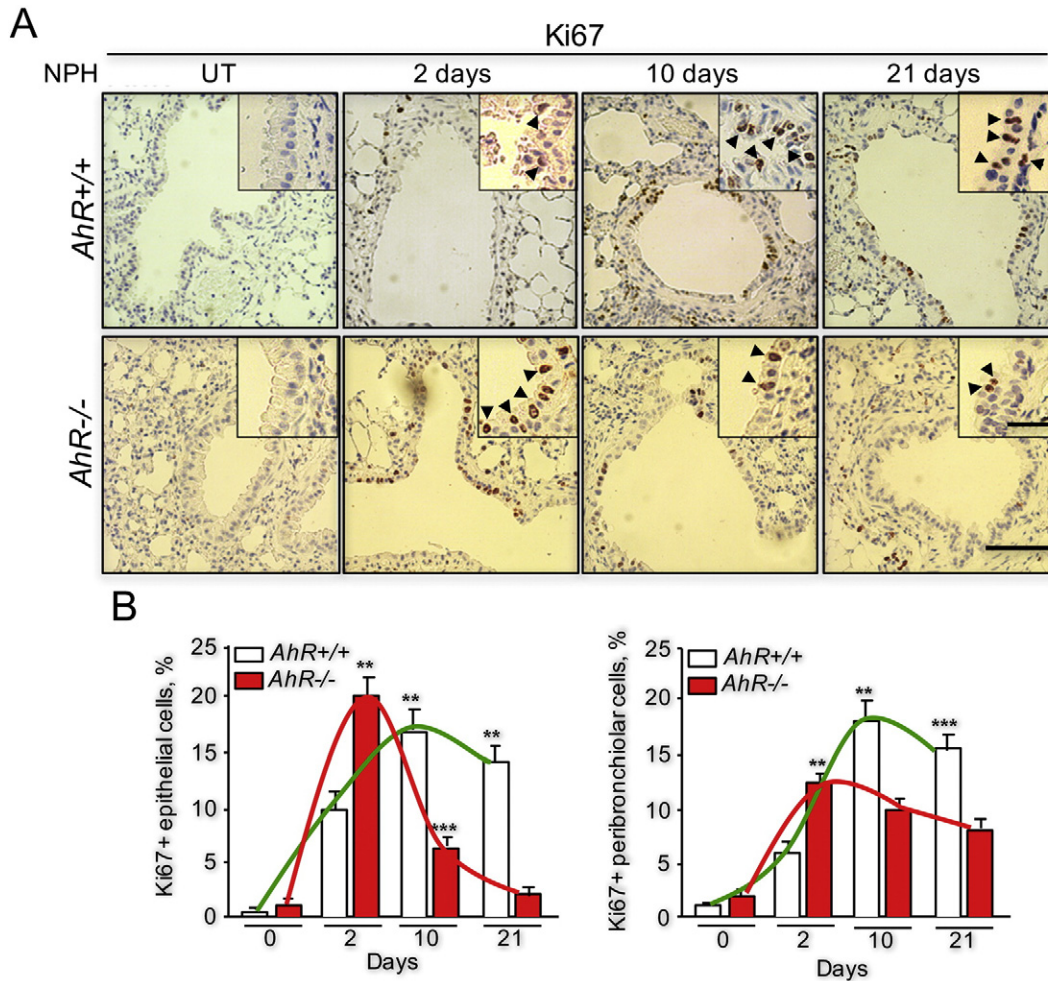 A
Ki67
NPH UT 2 days 10 days 21 days
AhR+/+
AhR-/-
B
Ki67+ epithelial cells, %
25
20
15
10
5
0
AhR+/+
AhR-/-
**
**
**
***
0 2 10 21
Days
Ki67+ peribronchiolar cells, %
25
20
15
10
5
0
AhR+/+
AhR-/-
**
**
***
0 2 10 21
Days